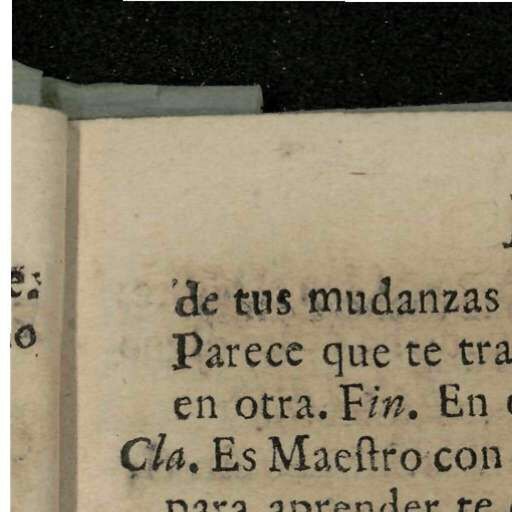 de tus mudanzas
Parece que te tra
en otra. Fin. En
Cla. Es Maeſtro con
para aprender te